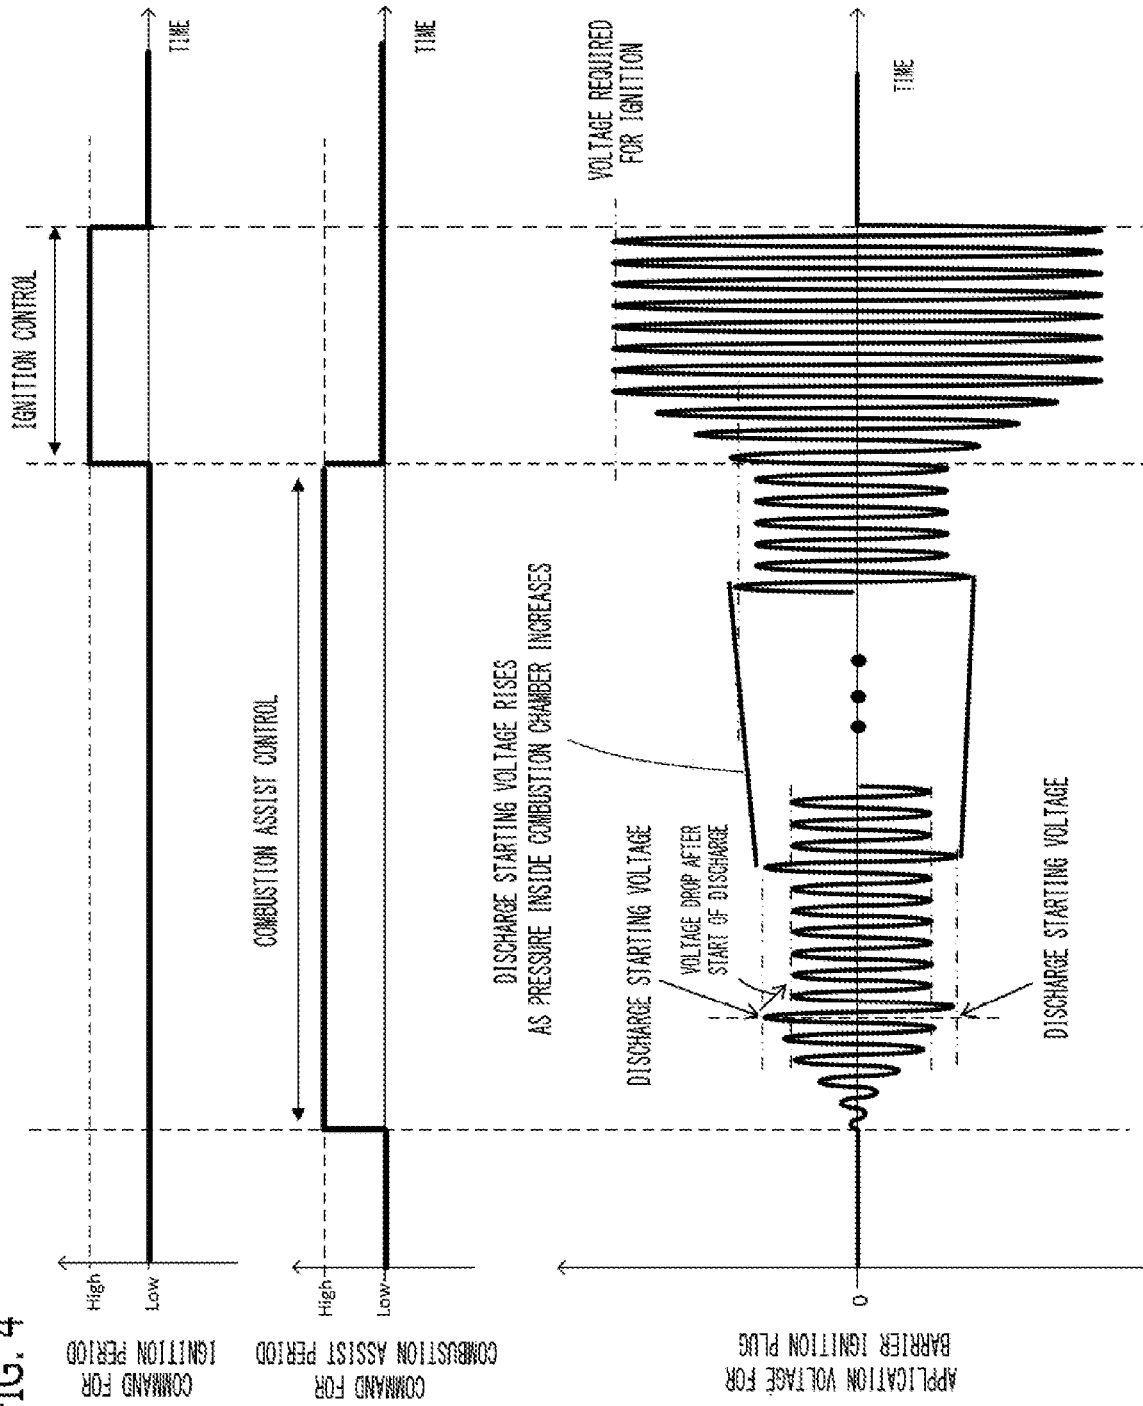 FIG. 4
COMMAND FOR
IGNITION PERIOD
High
Low
IGNITION CONTROL
TIME
COMMAND FOR
COMBUSTION ASSIST PERIOD
High
Low
COMBUSTION ASSIST CONTROL
TIME
APPLICATION VOLTAGE FOR
BARRIER IGNITION PLUG
0
DISCHARGE STARTING VOLTAGE RISES
AS PRESSURE INSIDE COMBUSTION CHAMBER INCREASES
DISCHARGE STARTING VOLTAGE
VOLTAGE DROP AFTER
START OF DISCHARGE
DISCHARGE STARTING VOLTAGE
VOLTAGE REQUIRED
FOR IGNITION
TIME